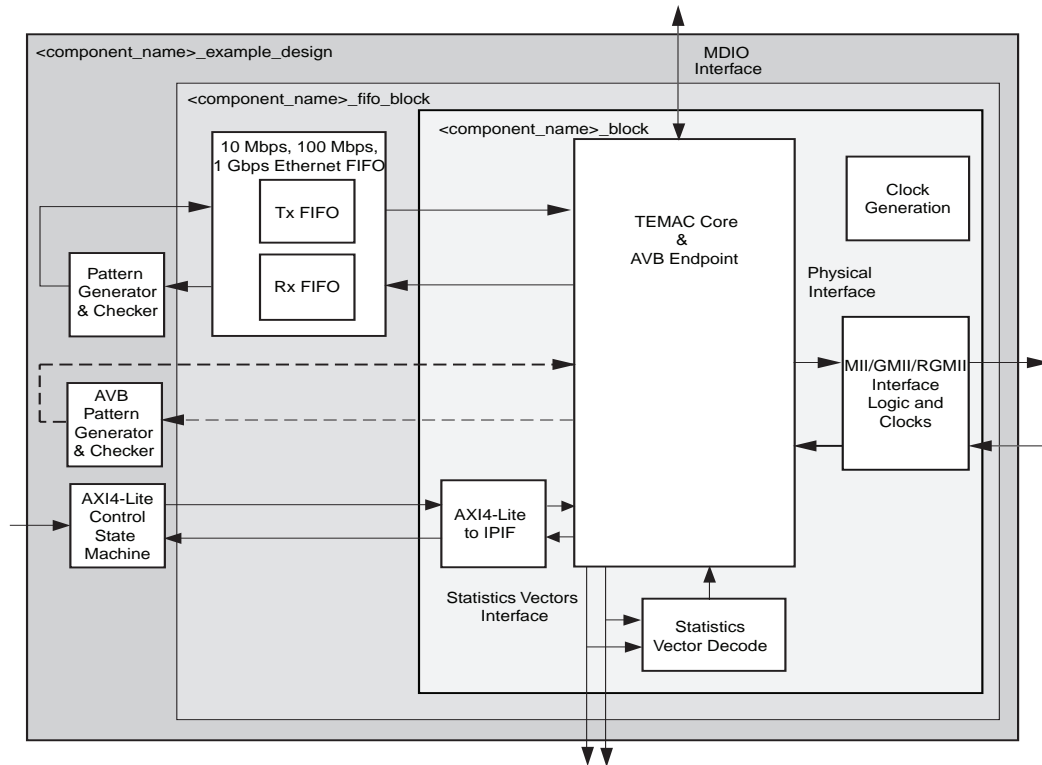 <component_name>_example_design
MDIO
Interface
<component_name>_fifo_block
<component_name>_block
10 Mbps, 100 Mbps,
1 Gbps Ethernet FIFO
Tx FIFO
Rx FIFO
Pattern
Generator
& Checker
TEMAC Core
&
AVB Endpoint
Clock
Generation
Physical
Interface
MII/GMII/RGMII
Interface
Logic and
Clocks
AVB
Pattern
Generator
& Checker
AXI4-Lite
Control
State
Machine
AXI4-Lite
to IPIF
Statistics Vectors
Interface
Statistics
Vector Decode